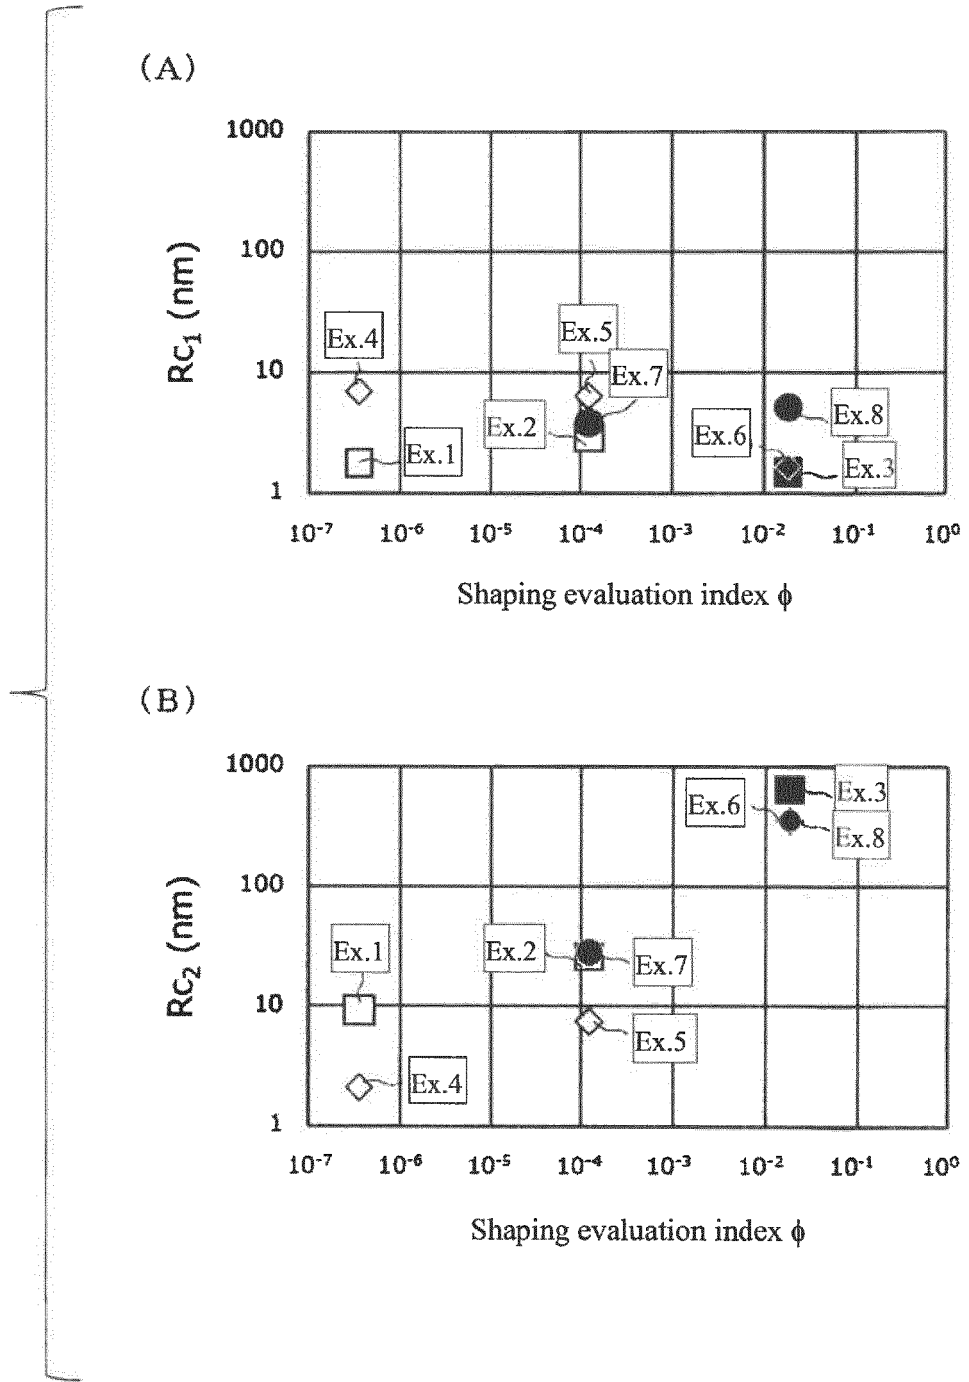 (A)
1000
100
10
1
Rc₁ (nm)
Ex.4
Ex.5
Ex.7
Ex.2
Ex.8
Ex.6
Ex.1
Ex.3
10⁻⁷ 10⁻⁶ 10⁻⁵ 10⁻⁴ 10⁻³ 10⁻² 10⁻¹ 10⁰
Shaping evaluation index ϕ
(B)
1000
100
10
1
Rc₂ (nm)
Ex.3
Ex.6
Ex.8
Ex.1
Ex.2
Ex.7
Ex.5
Ex.4
10⁻⁷ 10⁻⁶ 10⁻⁵ 10⁻⁴ 10⁻³ 10⁻² 10⁻¹ 10⁰
Shaping evaluation index ϕ